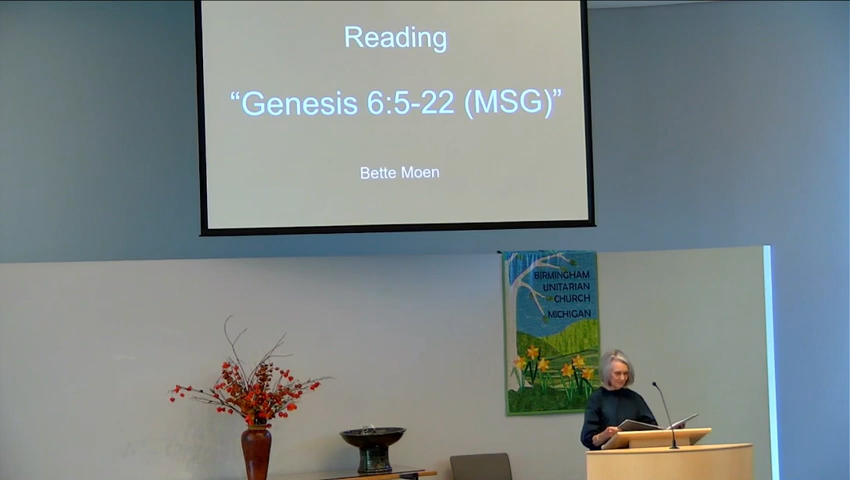 Reading
“Genesis 6:5-22 (MSG)”
Bette Moen
BIRMINGHAM
UNITARIAN
CHURCH
MICHIGAN